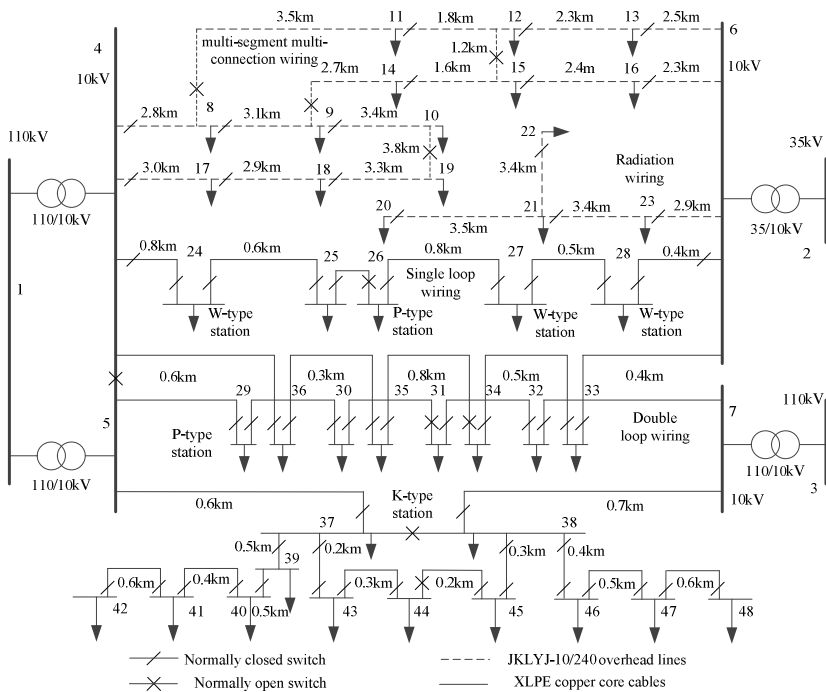 3.5km 11 1.8km 12 2.3km 13 2.5km 6
4 multi-segment multi-connection wiring 1.2km
10kV 2.7km 14 1.6km 15 2.4m 16 2.3km 10kV
2.8km 8 3.1km 9 3.4km 10 22
110kV 3.8km 35kV
3.0km 17 2.9km 18 3.3km 19 3.4km Radiation wiring
110/10kV 20 3.5km 21 3.4km 23 2.9km 35/10kV
0.8km 24 0.6km 25 26 0.8km 27 0.5km 28 0.4km 2
1 Single loop wiring
W-type station P-type station W-type station W-type station
0.6km 0.3km 0.8km 0.5km 0.4km
5 29 36 30 35 31 34 32 33 7 110kV
P-type station Double loop wiring
110/10kV 110/10kV 3
0.6km K-type station 0.7km 10kV
37 38
0.5km 39 0.2km 0.3km 0.4km
0.6km 0.4km 0.3km 0.2km 0.5km 0.6km
42 41 40 0.5km 43 44 45 46 47 48
Normally closed switch JKLYJ-10/240 overhead lines
Normally open switch XLPE copper core cables